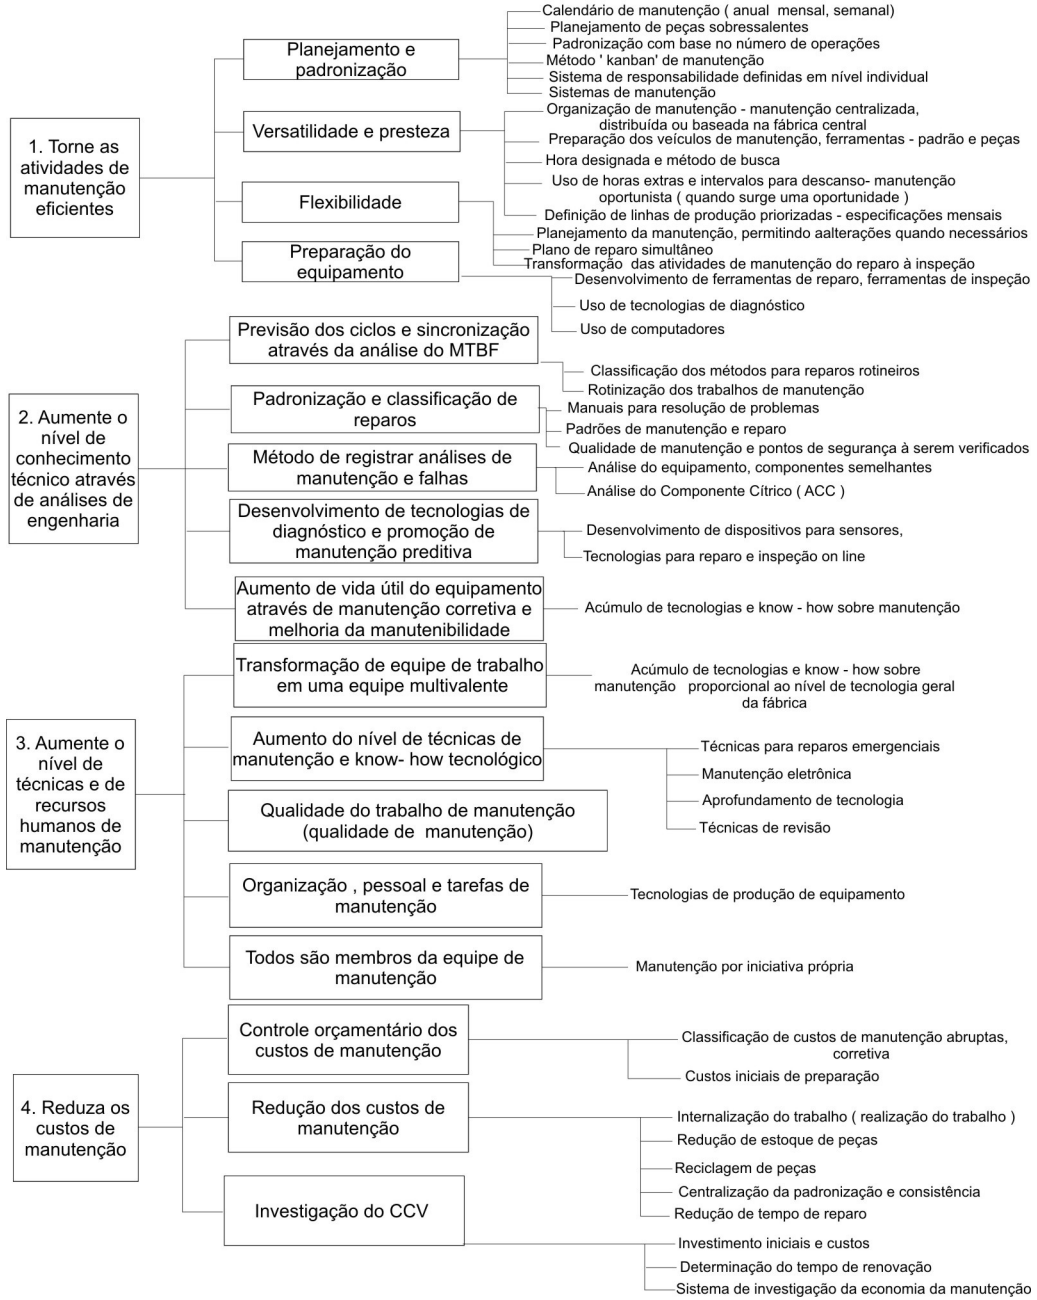 1. Torne as
atividades de
manutenção
eficientes
Planejamento e
padronização
Calendário de manutenção ( anual  mensal, semanal)
Planejamento de peças sobressalentes
Padronização com base no número de operações
Método ' kanban' de manutenção
Sistema de responsabilidade definidas em nível individual
Sistemas de manutenção
Versatilidade e presteza
Organização de manutenção - manutenção centralizada,
distribuída ou baseada na fábrica central
Preparação dos veículos de manutenção, ferramentas - padrão e peças
Hora designada e método de busca
Uso de horas extras e intervalos para descanso- manutenção
oportunista ( quando surge uma oportunidade )
Definição de linhas de produção priorizadas - especificações mensais
Flexibilidade
Planejamento da manutenção, permitindo aalterações quando necessários
Plano de reparo simultâneo
Transformação  das atividades de manutenção do reparo à inspeção
Preparação do
equipamento
Desenvolvimento de ferramentas de reparo, ferramentas de inspeção
Uso de tecnologias de diagnóstico
Uso de computadores
2. Aumente o
nível de
conhecimento
técnico através
de análises de
engenharia
Previsão dos ciclos e sincronização
através da análise do MTBF
Classificação dos métodos para reparos rotineiros
Rotinização dos trabalhos de manutenção
Padronização e classificação de
reparos
Manuais para resolução de problemas
Padrões de manutenção e reparo
Qualidade de manutenção e pontos de segurança à serem verificados
Método de registrar análises de
manutenção e falhas
Análise do equipamento, componentes semelhantes
Análise do Componente Cítrico ( ACC )
Desenvolvimento de tecnologias de
diagnóstico e promoção de
manutenção preditiva
Desenvolvimento de dispositivos para sensores,
Tecnologias para reparo e inspeção on line
Aumento de vida útil do equipamento
através de manutenção corretiva e
melhoria da manutenibilidade
Acúmulo de tecnologias e know - how sobre manutenção
3. Aumente o
nível de
técnicas e de
recursos
humanos de
manutenção
Transformação de equipe de trabalho
em uma equipe multivalente
Acúmulo de tecnologias e know - how sobre
manutenção   proporcional ao nível de tecnologia geral
da fábrica
Aumento do nível de técnicas de
manutenção e know- how tecnológico
Técnicas para reparos emergenciais
Manutenção eletrônica
Aprofundamento de tecnologia
Técnicas de revisão
Qualidade do trabalho de manutenção
(qualidade de  manutenção)
Organização , pessoal e tarefas de
manutenção
Tecnologias de produção de equipamento
Todos são membros da equipe de
manutenção
Manutenção por iniciativa própria
4. Reduza os
custos de
manutenção
Controle orçamentário dos
custos de manutenção
Classificação de custos de manutenção abruptas,
corretiva
Custos iniciais de preparação
Redução dos custos de
manutenção
Internalização do trabalho ( realização do trabalho )
Redução de estoque de peças
Reciclagem de peças
Centralização da padronização e consistência
Redução de tempo de reparo
Investigação do CCV
Investimento iniciais e custos
Determinação do tempo de renovação
Sistema de investigação da economia da manutenção